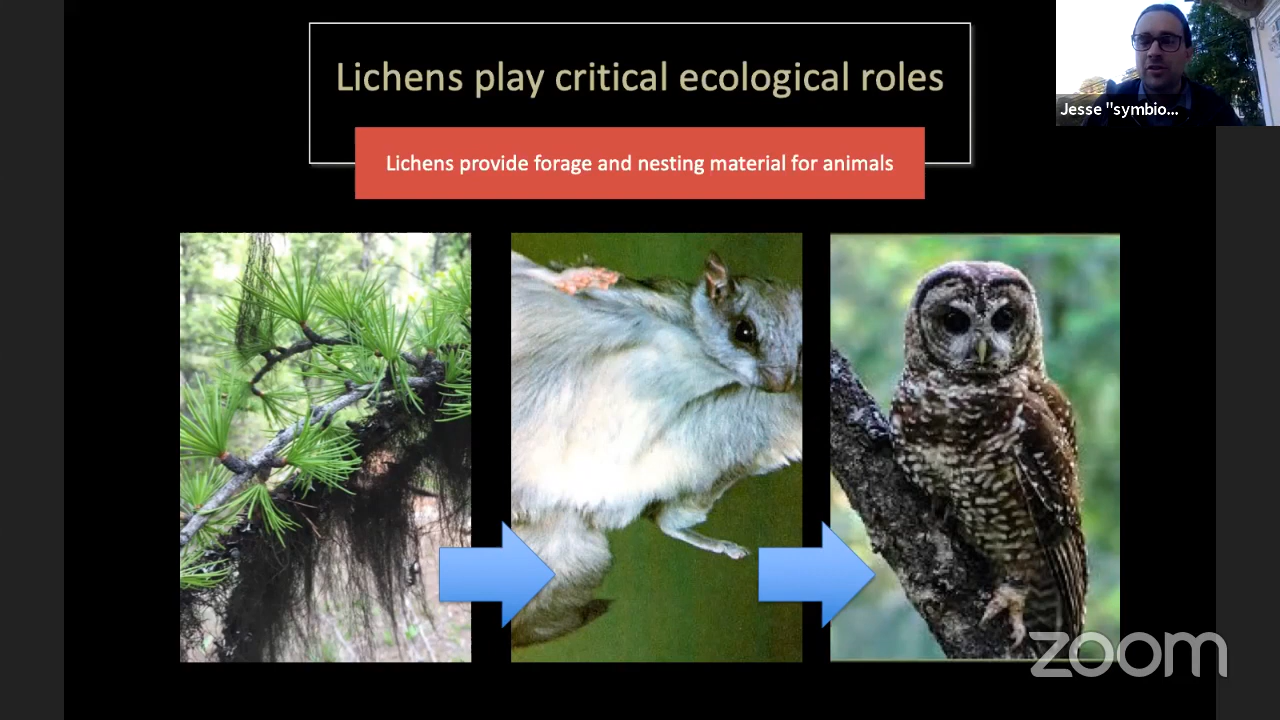 Lichens play critical ecological roles
Lichens provide forage and nesting material for animals
Jesse "symbio...
zoom